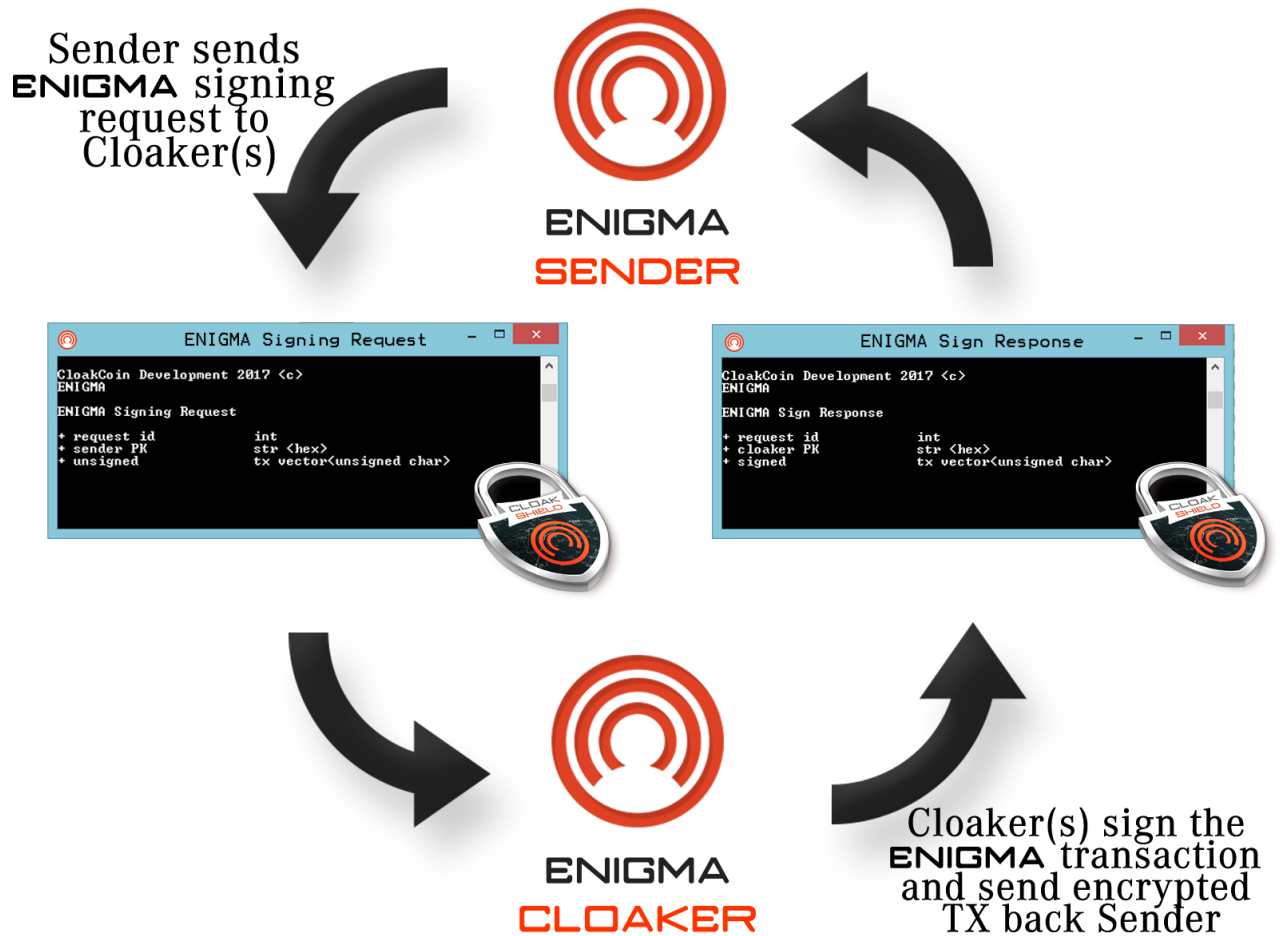 Sender sends
ENIGMA signing
request to
Cloaker(s)
ENIGMA
SENDER
ENIGMA Signing Request
CloakCoin Development 2017 <c>
ENIGMA
ENIGMA Signing Request
+ request id int
+ sender PK str <hex>
+ unsigned tx vector<unsigned char>
CLOAK
SHIELD
ENIGMA Sign Response
CloakCoin Development 2017 <c>
ENIGMA
ENIGMA Sign Response
+ request id int
+ cloaker PK str <hex>
+ signed tx vector<unsigned char>
CLOAK
SHIELD
ENIGMA
CLOAKER
Cloaker(s) sign the
ENIGMA transaction
and send encrypted
TX back Sender